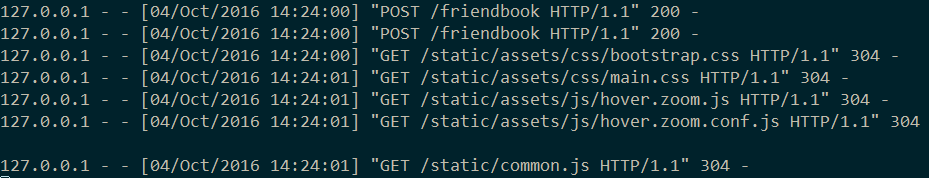 127.0.0.1 - - [04/Oct/2016 14:24:00] "POST /friendbook HTTP/1.1" 200 -
127.0.0.1 - - [04/Oct/2016 14:24:00] "POST /friendbook HTTP/1.1" 200 -
127.0.0.1 - - [04/Oct/2016 14:24:00] "GET /static/assets/css/bootstrap.css HTTP/1.1" 304 -
127.0.0.1 - - [04/Oct/2016 14:24:01] "GET /static/assets/css/main.css HTTP/1.1" 304 -
127.0.0.1 - - [04/Oct/2016 14:24:01] "GET /static/assets/js/hover.zoom.js HTTP/1.1" 304 -
127.0.0.1 - - [04/Oct/2016 14:24:01] "GET /static/assets/js/hover.zoom.conf.js HTTP/1.1" 304
127.0.0.1 - - [04/Oct/2016 14:24:01] "GET /static/common.js HTTP/1.1" 304 -